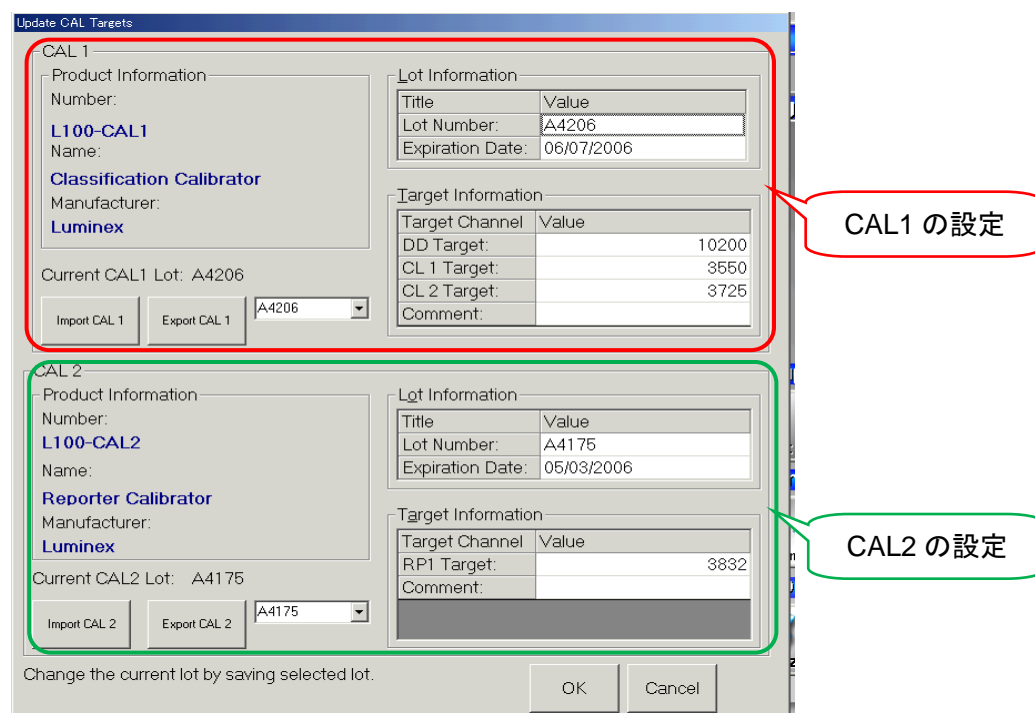 Update CAL Targets
CAL 1
Product Information
Number:
L100-CAL1
Name:
Classification Calibrator
Manufacturer:
Luminex
Current CAL1 Lot: A4206
Import CAL 1
Export CAL 1
A4206
Lot Information
Title Value
Lot Number: A4206
Expiration Date: 06/07/2006
Target Information
Target Channel Value
DD Target: 10200
CL 1 Target: 3550
CL 2 Target: 3725
Comment:
CAL1 の設定
CAL 2
Product Information
Number:
L100-CAL2
Name:
Reporter Calibrator
Manufacturer:
Luminex
Current CAL2 Lot: A4175
Import CAL 2
Export CAL 2
A4175
Lot Information
Title Value
Lot Number: A4175
Expiration Date: 05/03/2006
Target Information
Target Channel Value
RP1 Target: 3832
Comment:
CAL2 の設定
Change the current lot by saving selected lot.
OK
Cancel